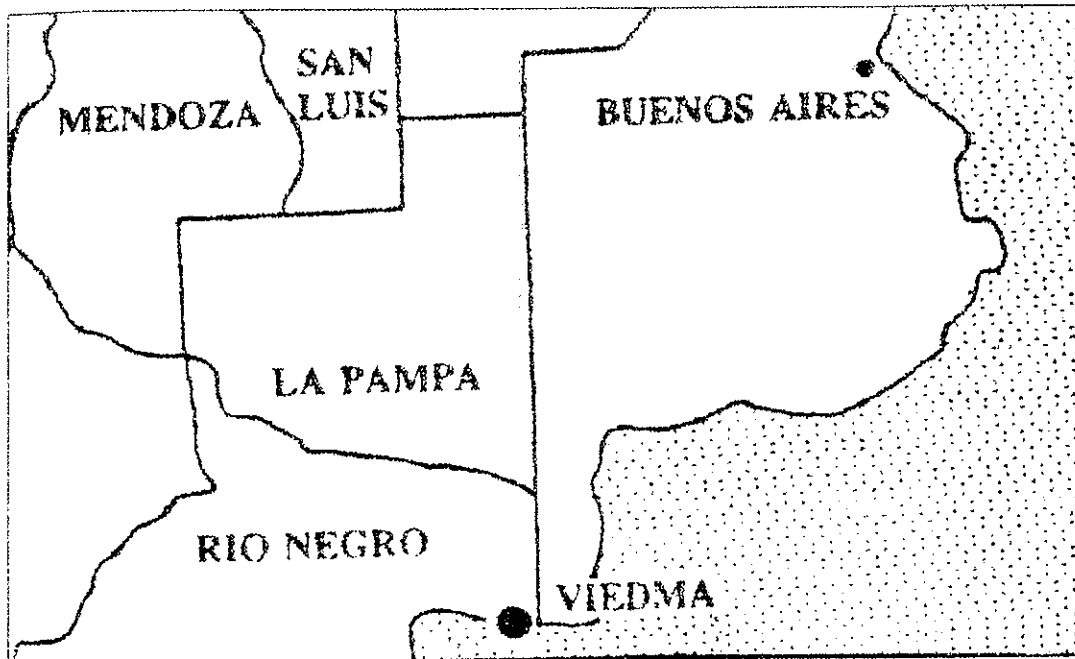 SAN
LUIS
MENDOZA
BUENOS AIRES
LA PAMPA
RIO NEGRO
VIEDMA